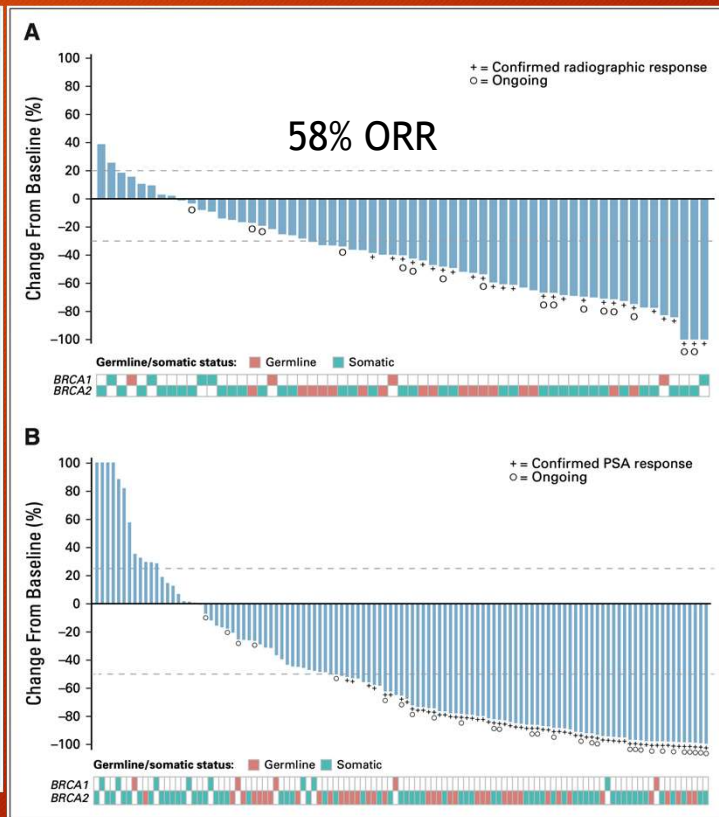 A
100
80
60
40
20
0
−20
−40
−60
−80
−100
Change From Baseline (%)
+ = Confirmed radiographic response
O = Ongoing
58% ORR
Germline/somatic status: Germline Somatic
BRCA1
BRCA2
B
100
80
60
40
20
0
−20
−40
−60
−80
−100
Change From Baseline (%)
+ = Confirmed PSA response
O = Ongoing
Germline/somatic status: Germline Somatic
BRCA1
BRCA2